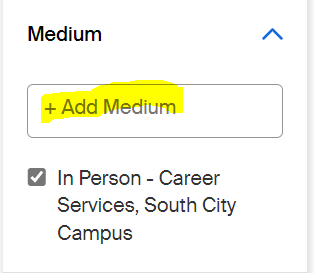 Medium
+ Add Medium
In Person - Career
Services, South City
Campus